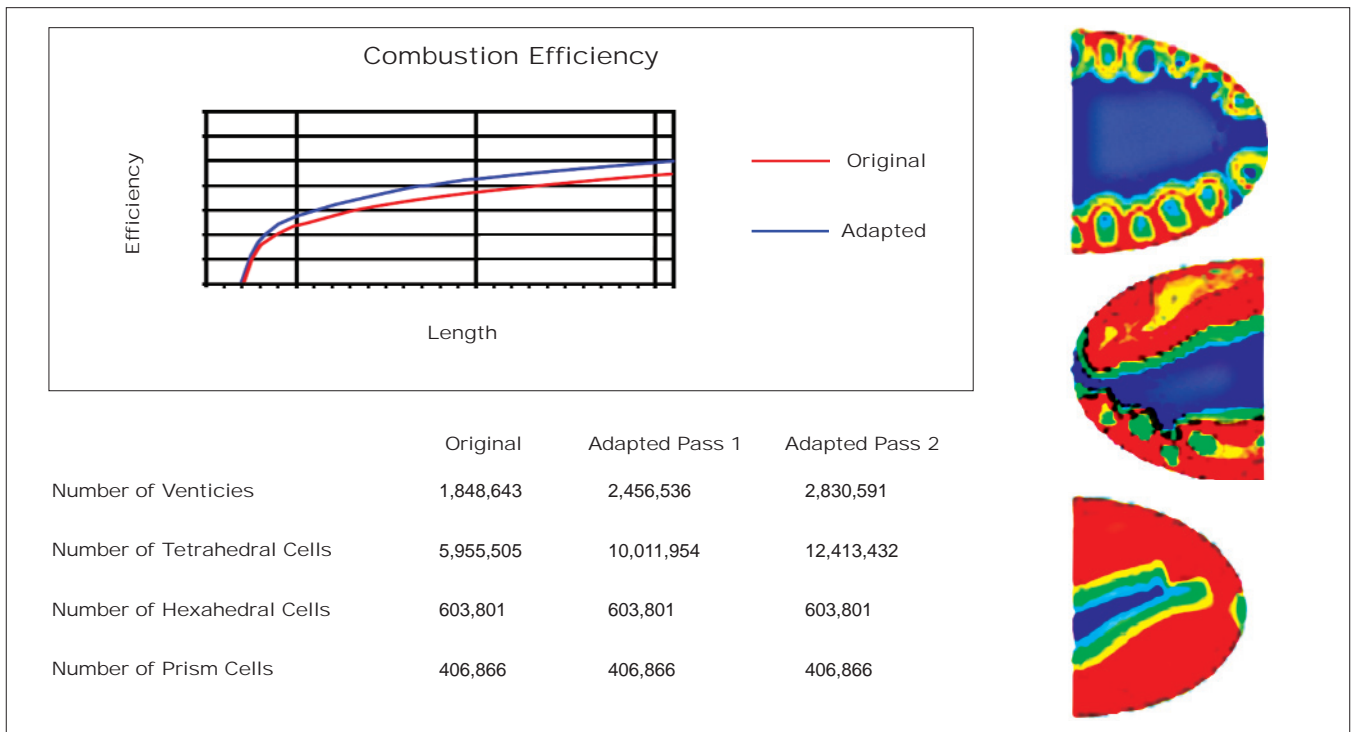 Combustion Efficiency
Efficiency
Original
Adapted
Length
Original Adapted Pass 1 Adapted Pass 2
Number of Venticies 1,848,643 2,456,536 2,830,591
Number of Tetrahedral Cells 5,955,505 10,011,954 12,413,432
Number of Hexahedral Cells 603,801 603,801 603,801
Number of Prism Cells 406,866 406,866 406,866